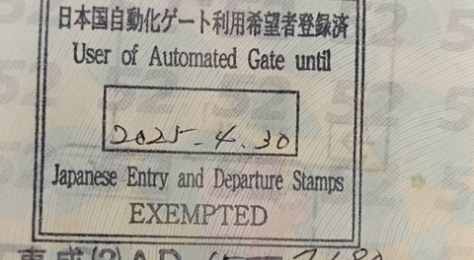 日本国自動化ゲート利用希望者登録済
User of Automated Gate until
2025-4.30
Japanese Entry and Departure Stamps
EXEMPTED